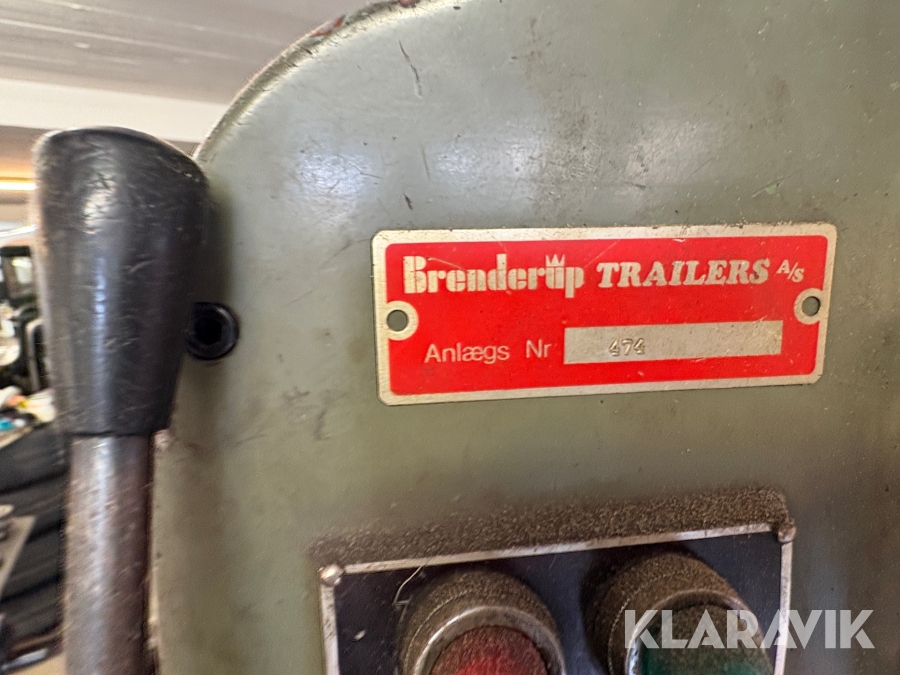 Brenderup TRAILERS A/S
Anlægs Nr 474
KLARAVIK